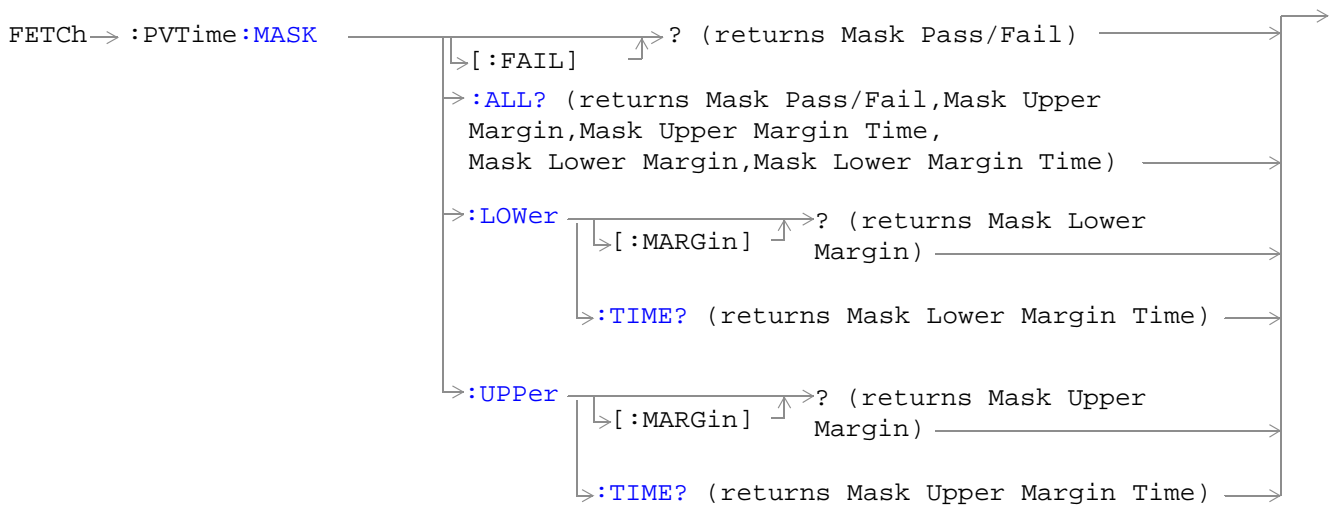 FETCh :PVTime:MASK ? (returns Mask Pass/Fail)
[:FAIL]
:ALL? (returns Mask Pass/Fail,Mask Upper
Margin,Mask Upper Margin Time,
Mask Lower Margin,Mask Lower Margin Time)
:LOWer ? (returns Mask Lower
[:MARGin] Margin)
:TIME? (returns Mask Lower Margin Time)
:UPPer ? (returns Mask Upper
[:MARGin] Margin)
:TIME? (returns Mask Upper Margin Time)